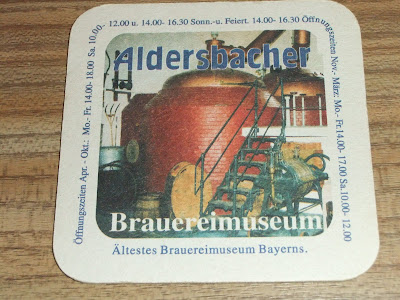 Öffnungszeiten Apr. - Okt.: Mo.- Fr. 14.00- 18.00 Sa. 10.00- 12.00 u. 14.00- 16.30 Sonn.-u. Feiert. 14.00- 16.30 Öffnungszeiten Nov.- März: Mo.- Fr. 14.00- 17.00 Sa. 10.00- 12.00
Aldersbacher
Brauereimuseum
Ältestes Brauereimuseum Bayerns.